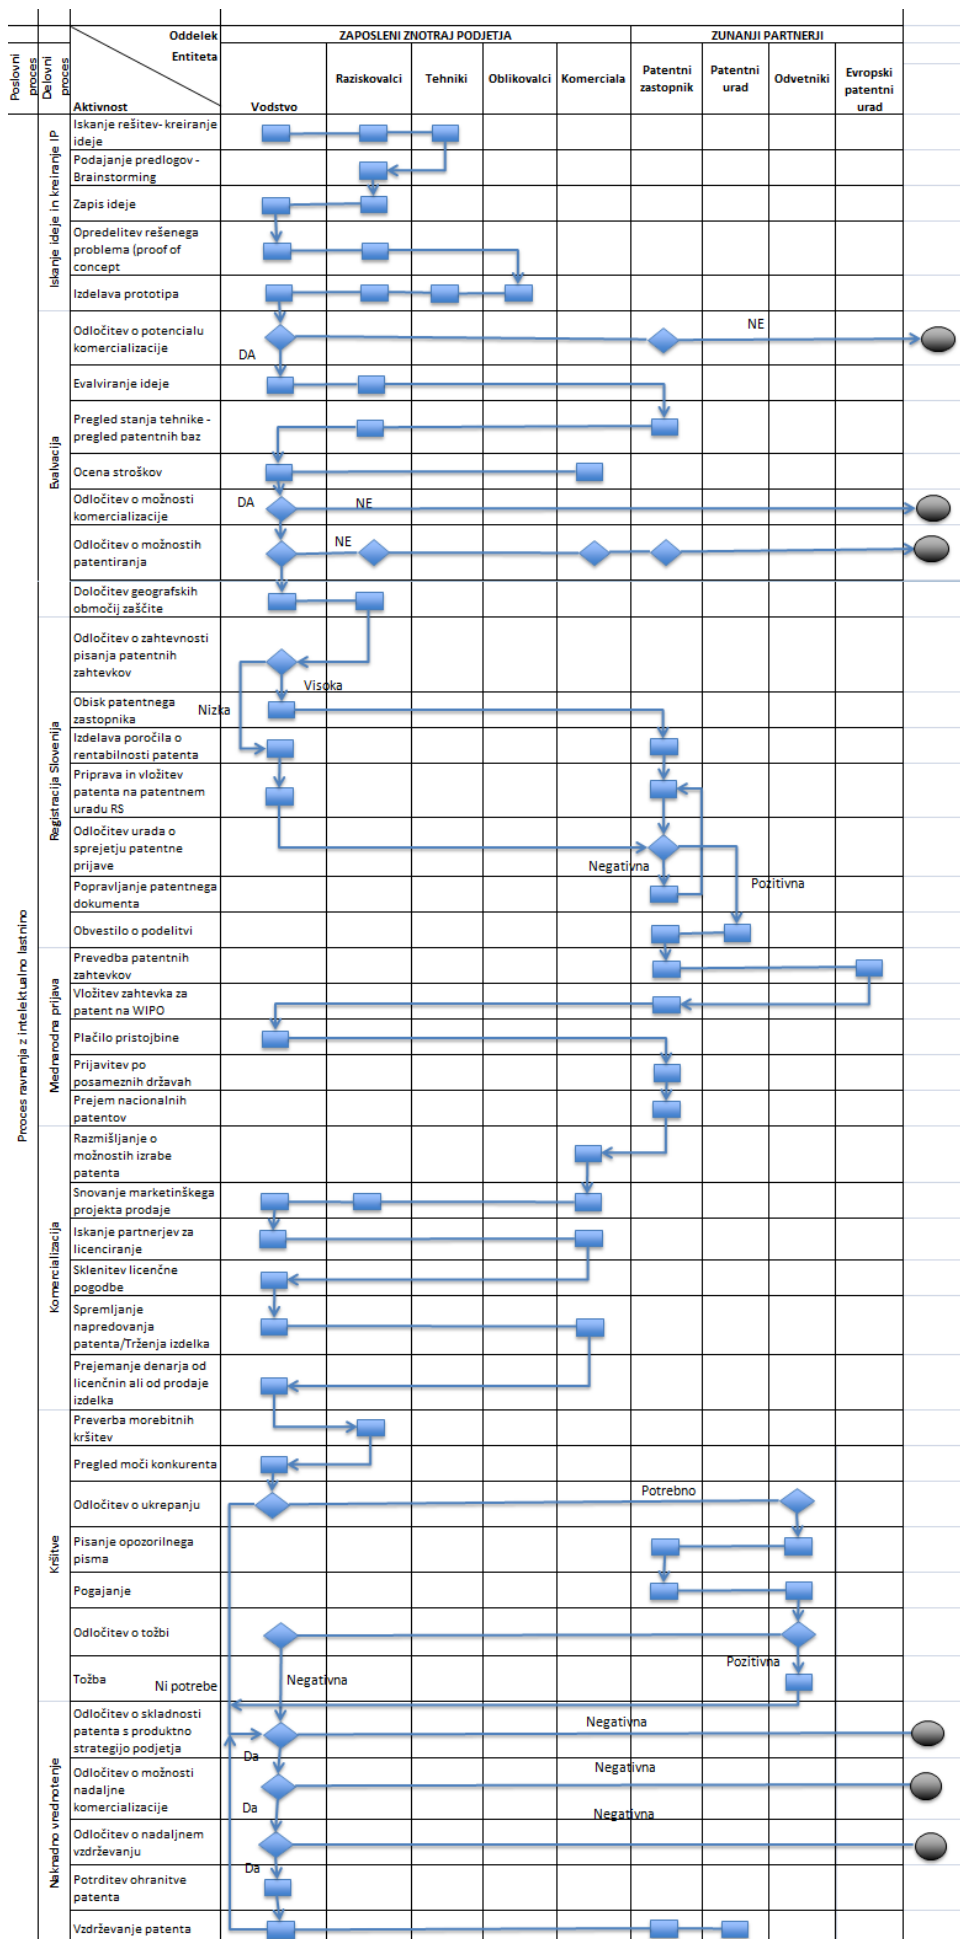 Oddelek
ZAPOSLENI ZNOTRAJ PODJETJA
ZUNANJI PARTNERJI
Poslovni
proces
Delovni
proces
Entiteta
Aktivnost
Vodstvo
Raziskovalci
Tehniki
Oblikovalci
Komerciala
Patentni
zastopnik
Patentni
urad
Odvetniki
Evropski
patentni
urad
Prcoces ravnanja z intelektualno lastnino
Iskanje ideje in kreiranje IP
Iskanje rešitev- kreiranje
ideje
Podajanje predlogov -
Brainstorming
Zapis ideje
Opredelitev rešenega
problema (proof of
concept
Izdelava prototipa
Evalvacija
Odločitev o potencialu
komercializacije
NE
DA
Evalviranje ideje
Pregled stanja tehnike -
pregled patentnih baz
Ocena stroškov
Odločitev o možnosti
komercializacije
DA
NE
Odločitev o možnostih
patentiranja
NE
Določitev geografskih
območij zaščite
Registracija Slovenija
Odločitev o zahtevnosti
pisanja patentnih
zahtevkov
Visoka
Nizka
Obisk patentnega
zastopnika
Izdelava poročila o
rentabilnosti patenta
Priprava in vložitev
patenta na patentnem
uradu RS
Odločitev urada o
sprejetju patentne
prijave
Negativna
Pozitivna
Popravljanje patentnega
dokumenta
Obvestilo o podelitvi
Mednarodna prijava
Prevedba patentnih
zahtevkov
Vložitev zahtevka za
patent na WIPO
Plačilo pristojbine
Prijavitev po
posameznih državah
Prejem nacionalnih
patentov
Komercializacija
Razmišljanje o
možnostih izrabe
patenta
Snovanje marketinškega
projekta prodaje
Iskanje partnerjev za
licenciranje
Sklenitev licenčne
pogodbe
Spremljanje
napredovanja
patenta/Trženja izdelka
Prejemanje denarja od
licenčnin ali od prodaje
izdelka
Kršitve
Preverba morebitnih
kršitev
Pregled moči konkurenta
Odločitev o ukrepanju
Potrebno
Pisanje opozorilnega
pisma
Pogajanje
Odločitev o tožbi
Pozitivna
Tožba
Ni potrebe
Negativna
Naknadno vrednotenje
Odločitev o skladnosti
patenta s produktno
strategijo podjetja
Negativna
Da
Odločitev o možnosti
nadaljne
komercializacije
Negativna
Da
Odločitev o nadaljnem
vzdrževanju
Negativna
Da
Potrditev ohranitve
patenta
Vzdrževanje patenta